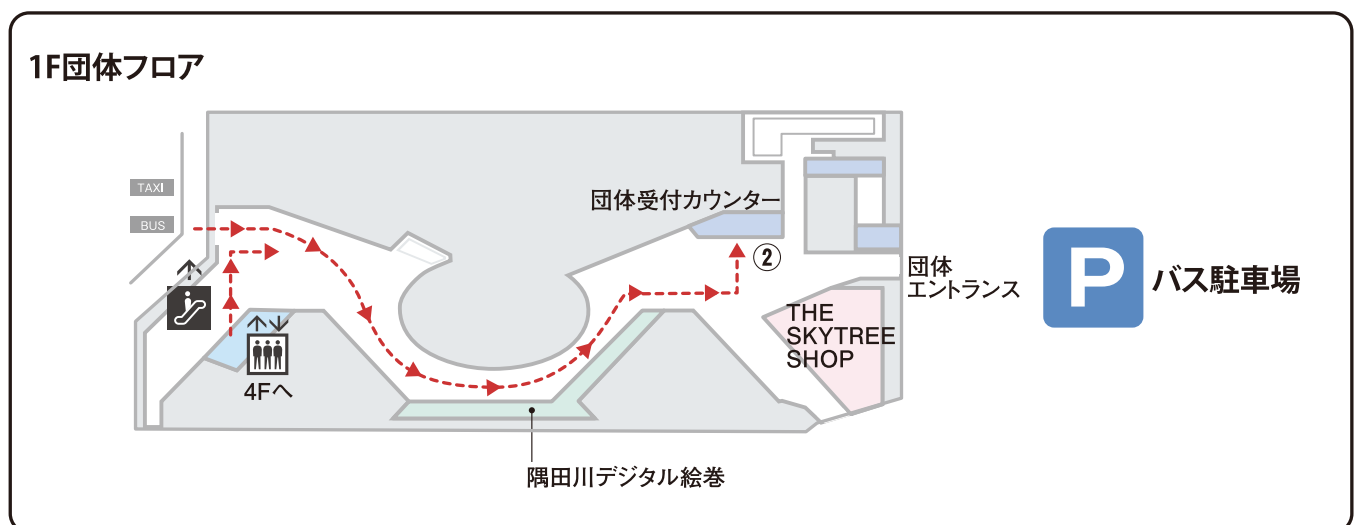 1F団体フロア
TAXI
BUS
団体受付カウンター
②
団体
エントランス
P
バス駐車場
THE
SKYTREE
SHOP
4Fへ
隅田川デジタル絵巻